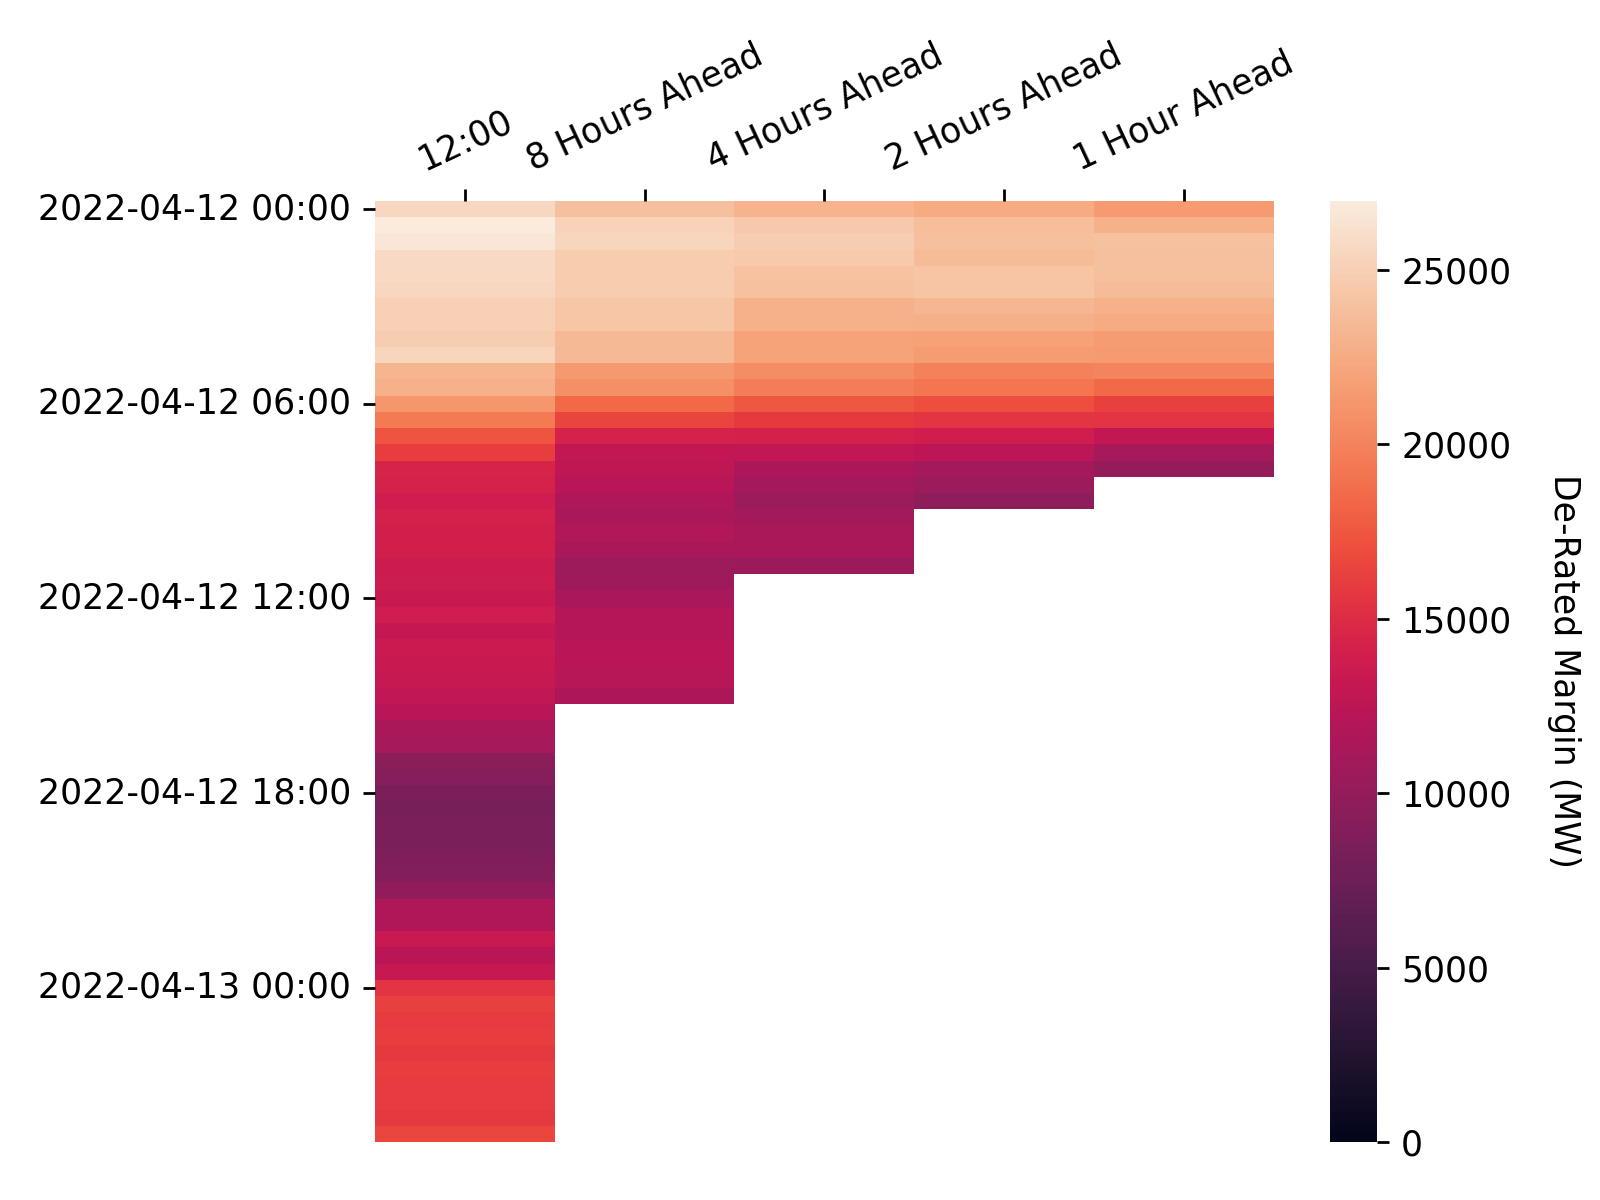 12:00
8 Hours Ahead
4 Hours Ahead
2 Hours Ahead
1 Hour Ahead
2022-04-12 00:00
2022-04-12 06:00
2022-04-12 12:00
2022-04-12 18:00
2022-04-13 00:00
25000
20000
15000
10000
5000
0
De-Rated Margin (MW)